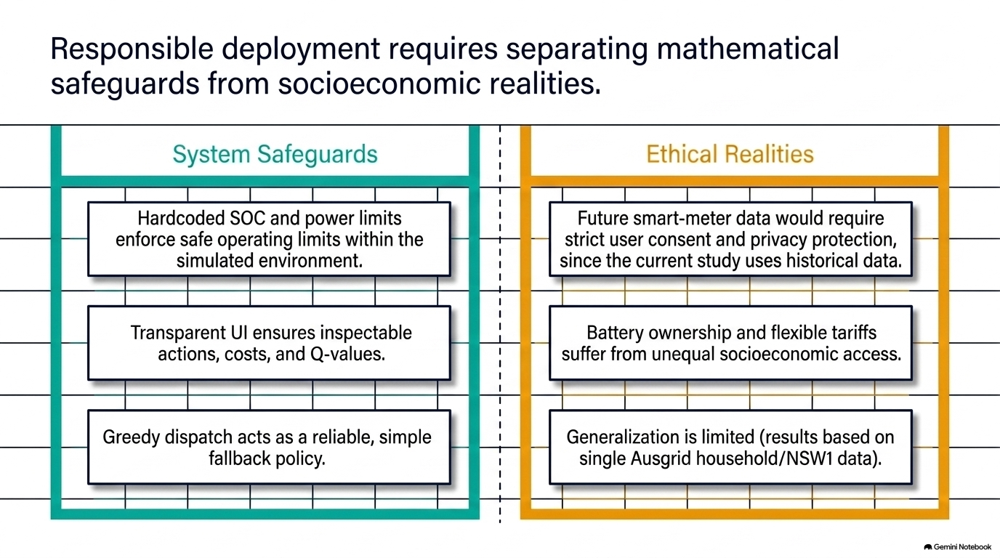 Responsible deployment requires separating mathematical
safeguards from socioeconomic realities.
System Safeguards
Hardcoded SOC and power limits
enforce safe operating limits within the
simulated environment.
Transparent UI ensures inspectable
actions, costs, and Q-values.
Greedy dispatch acts as a reliable, simple
fallback policy.
Ethical Realities
Future smart-meter data would require
strict user consent and privacy protection,
since the current study uses historical data.
Battery ownership and flexible tariffs
suffer from unequal socioeconomic access.
Generalization is limited (results based on
single Ausgrid household/NSW1 data).
Gemini Notebook